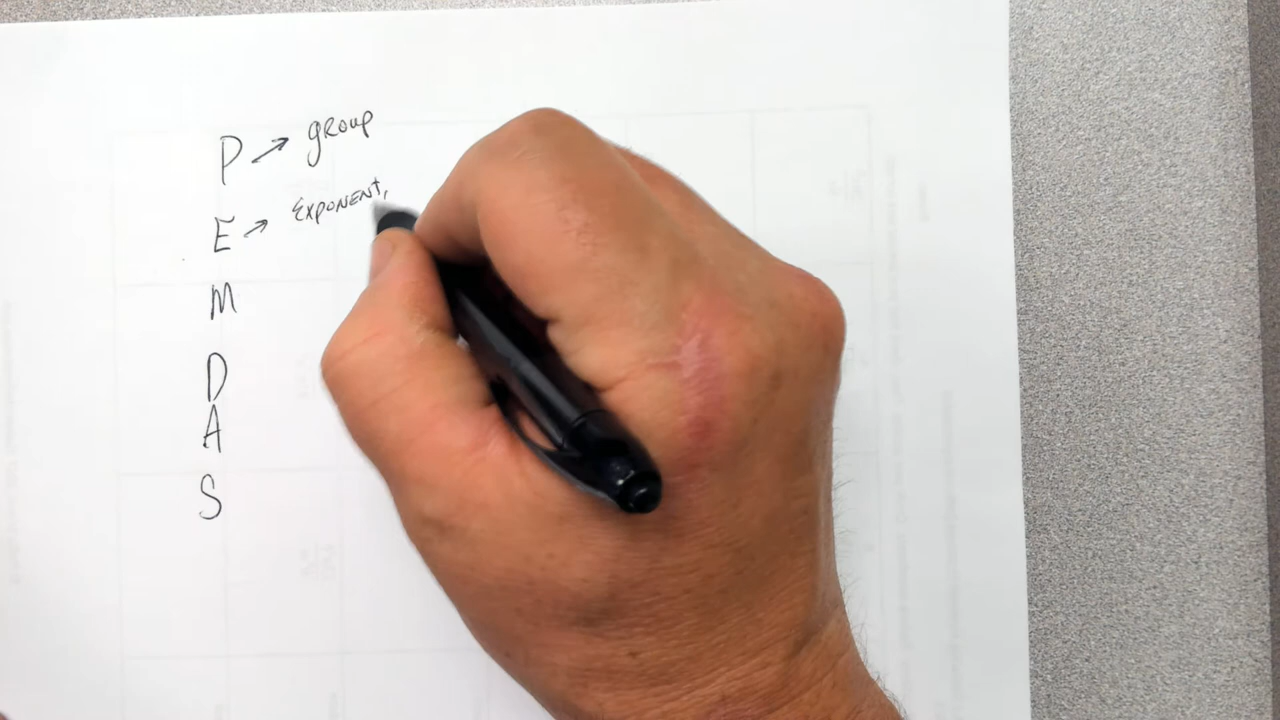 P → group
E → Exponent,
M
D
A
S